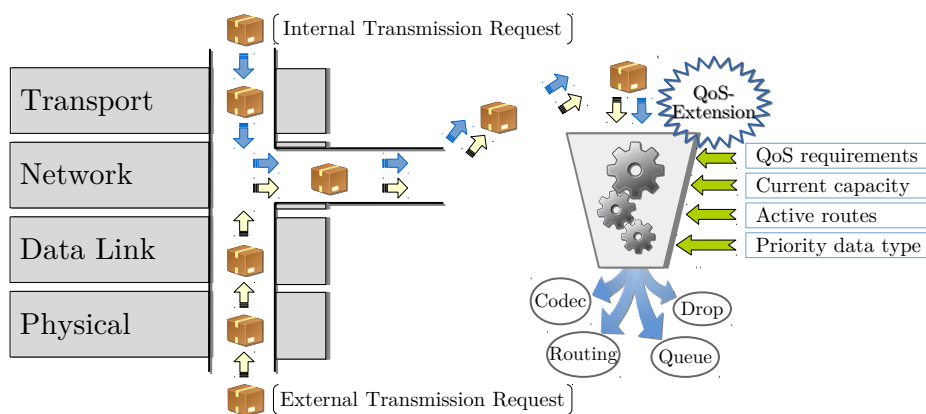 Internal Transmission Request
Transport
Network
Data Link
Physical
External Transmission Request
QoS-
Extension
QoS requirements
Current capacity
Active routes
Priority data type
Codec
Drop
Routing
Queue